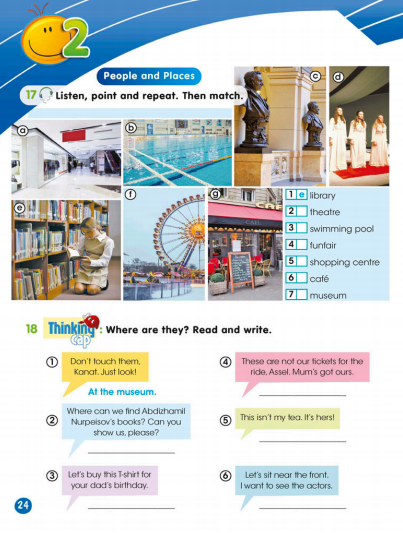 2
People and Places
17 Listen, point and repeat. Then match.
a
b
c
d
e
f
g
CAFE
1 e library
2 theatre
3 swimming pool
4 funfair
5 shopping centre
6 café
7 museum
18 Thinking cap : Where are they? Read and write.
1
Don't touch them,
Kanat. Just look!
At the museum.
2
Where can we find Abdizhamil
Nurpeisov's books? Can you
show us, please?
3
Let's buy this T-shirt for
your dad's birthday.
4
These are not our tickets for the
ride, Assel. Mum's got ours.
5
This isn't my tea. It's hers!
6
Let's sit near the front.
I want to see the actors.
24